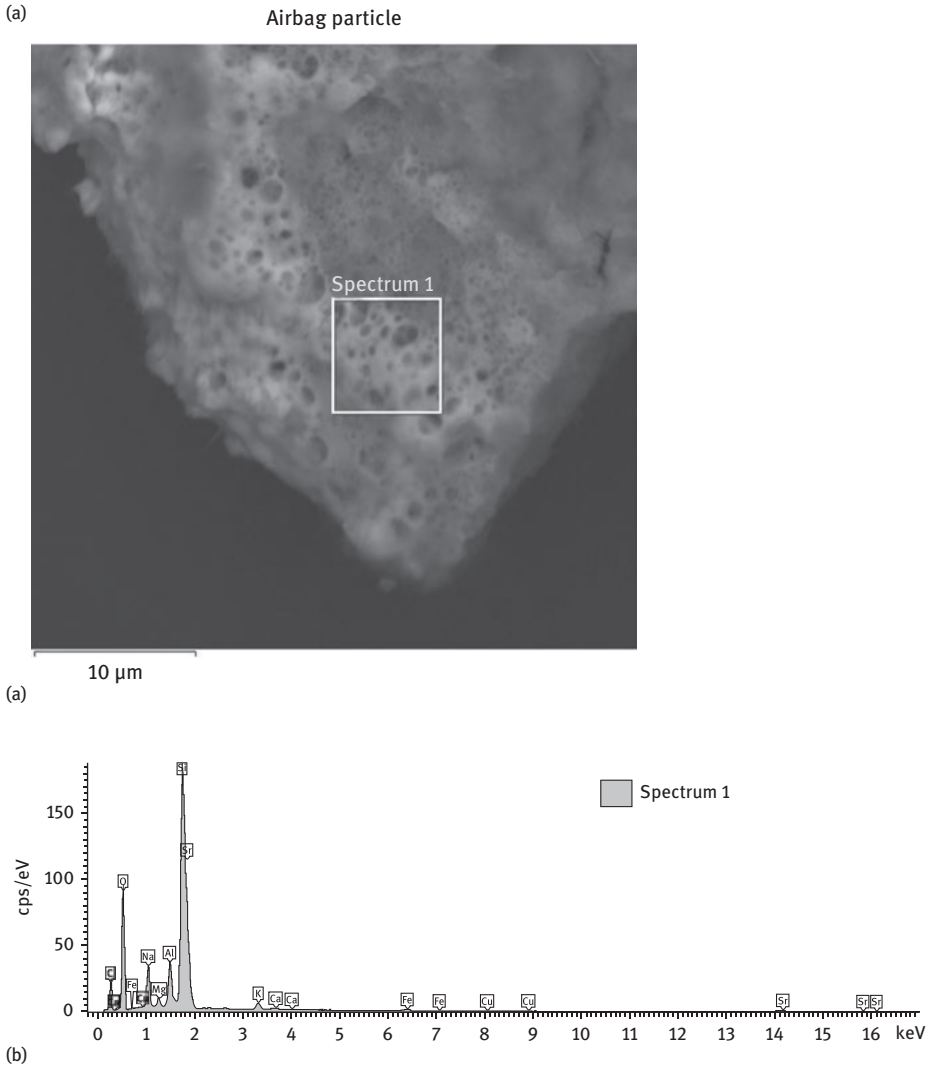 (a)
Airbag particle
Spectrum 1
10 μm
(a)
Si
Spectrum 1
150
Sr
cps/eV
100
O
50
C
Na
Al
Fe
Mg
K
Ca
Ca
Fe
Fe
Cu
Cu
Sr
Sr
Sr
0
0 1 2 3 4 5 6 7 8 9 10 11 12 13 14 15 16 keV
(b)